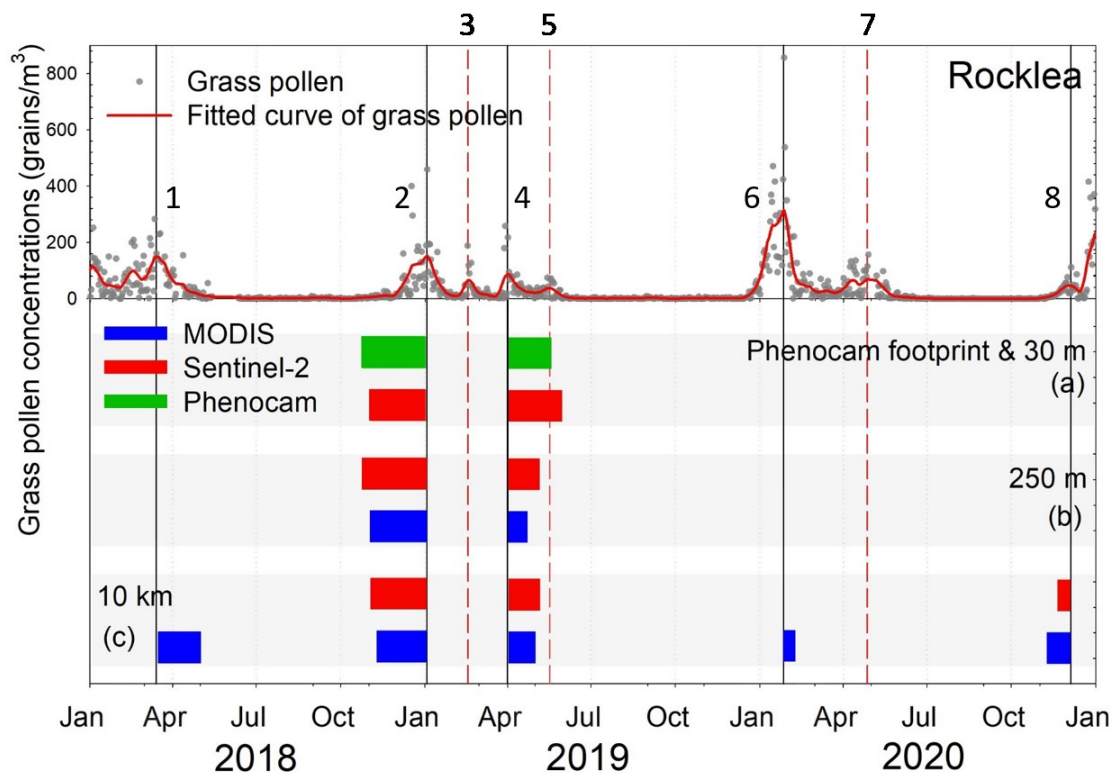 3 5 7
Grass pollen concentrations (grains/m³)
800
600
400
200
0
Grass pollen
Fitted curve of grass pollen
Rocklea
1 2 4 6 8
MODIS
Sentinel-2
Phenocam
Phenocam footprint & 30 m
(a)
250 m
(b)
10 km
(c)
Jan Apr Jul Oct Jan Apr Jul Oct Jan Apr Jul Oct Jan
2018 2019 2020